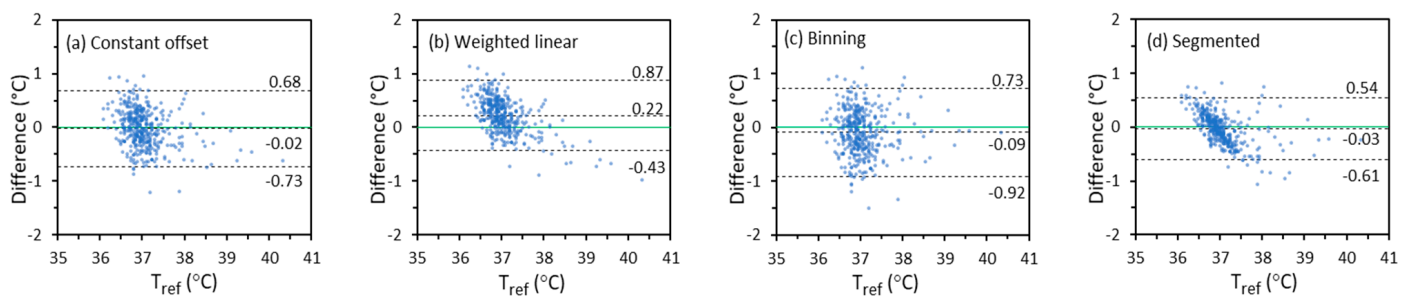 2
(a) Constant offset
1
0.68
0
-0.02
-1
-0.73
-2
35 36 37 38 39 40 41
Difference (°C)
Tref (°C)
2
(b) Weighted linear
1
0.87
0.22
0
-1
-0.43
-2
35 36 37 38 39 40 41
Difference (°C)
Tref (°C)
2
(c) Binning
1
0.73
0
-0.09
-1
-0.92
-2
35 36 37 38 39 40 41
Difference (°C)
Tref (°C)
2
(d) Segmented
1
0.54
0
-0.03
-1
-0.61
-2
35 36 37 38 39 40 41
Difference (°C)
Tref (°C)